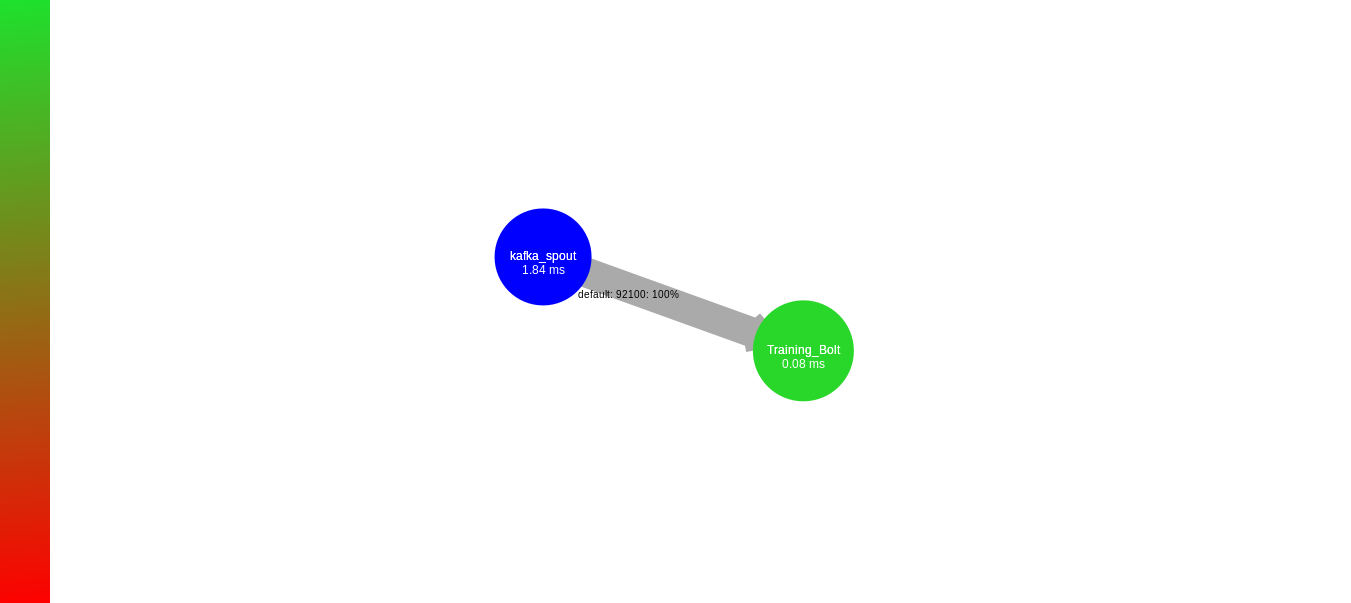 kafka_spout
1.84 ms
default: 92100: 100%
Training_Bolt
0.08 ms